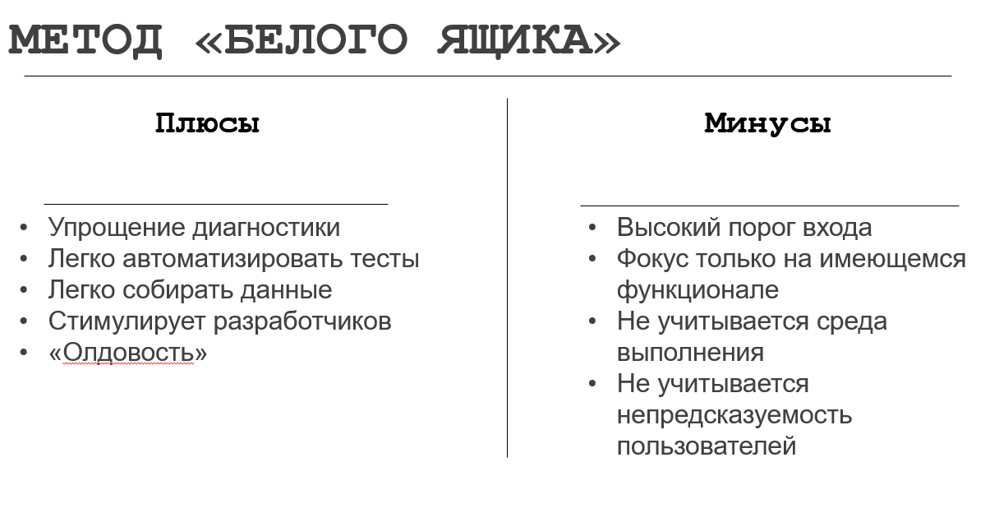 МЕТОД «БЕЛОГО ЯЩИКА»
Плюсы
• Упрощение диагностики
• Легко автоматизировать тесты
• Легко собирать данные
• Стимулирует разработчиков
• «Олдовость»
Минусы
• Высокий порог входа
• Фокус только на имеющемся
функционале
• Не учитывается среда
выполнения
• Не учитывается
непредсказуемость
пользователей